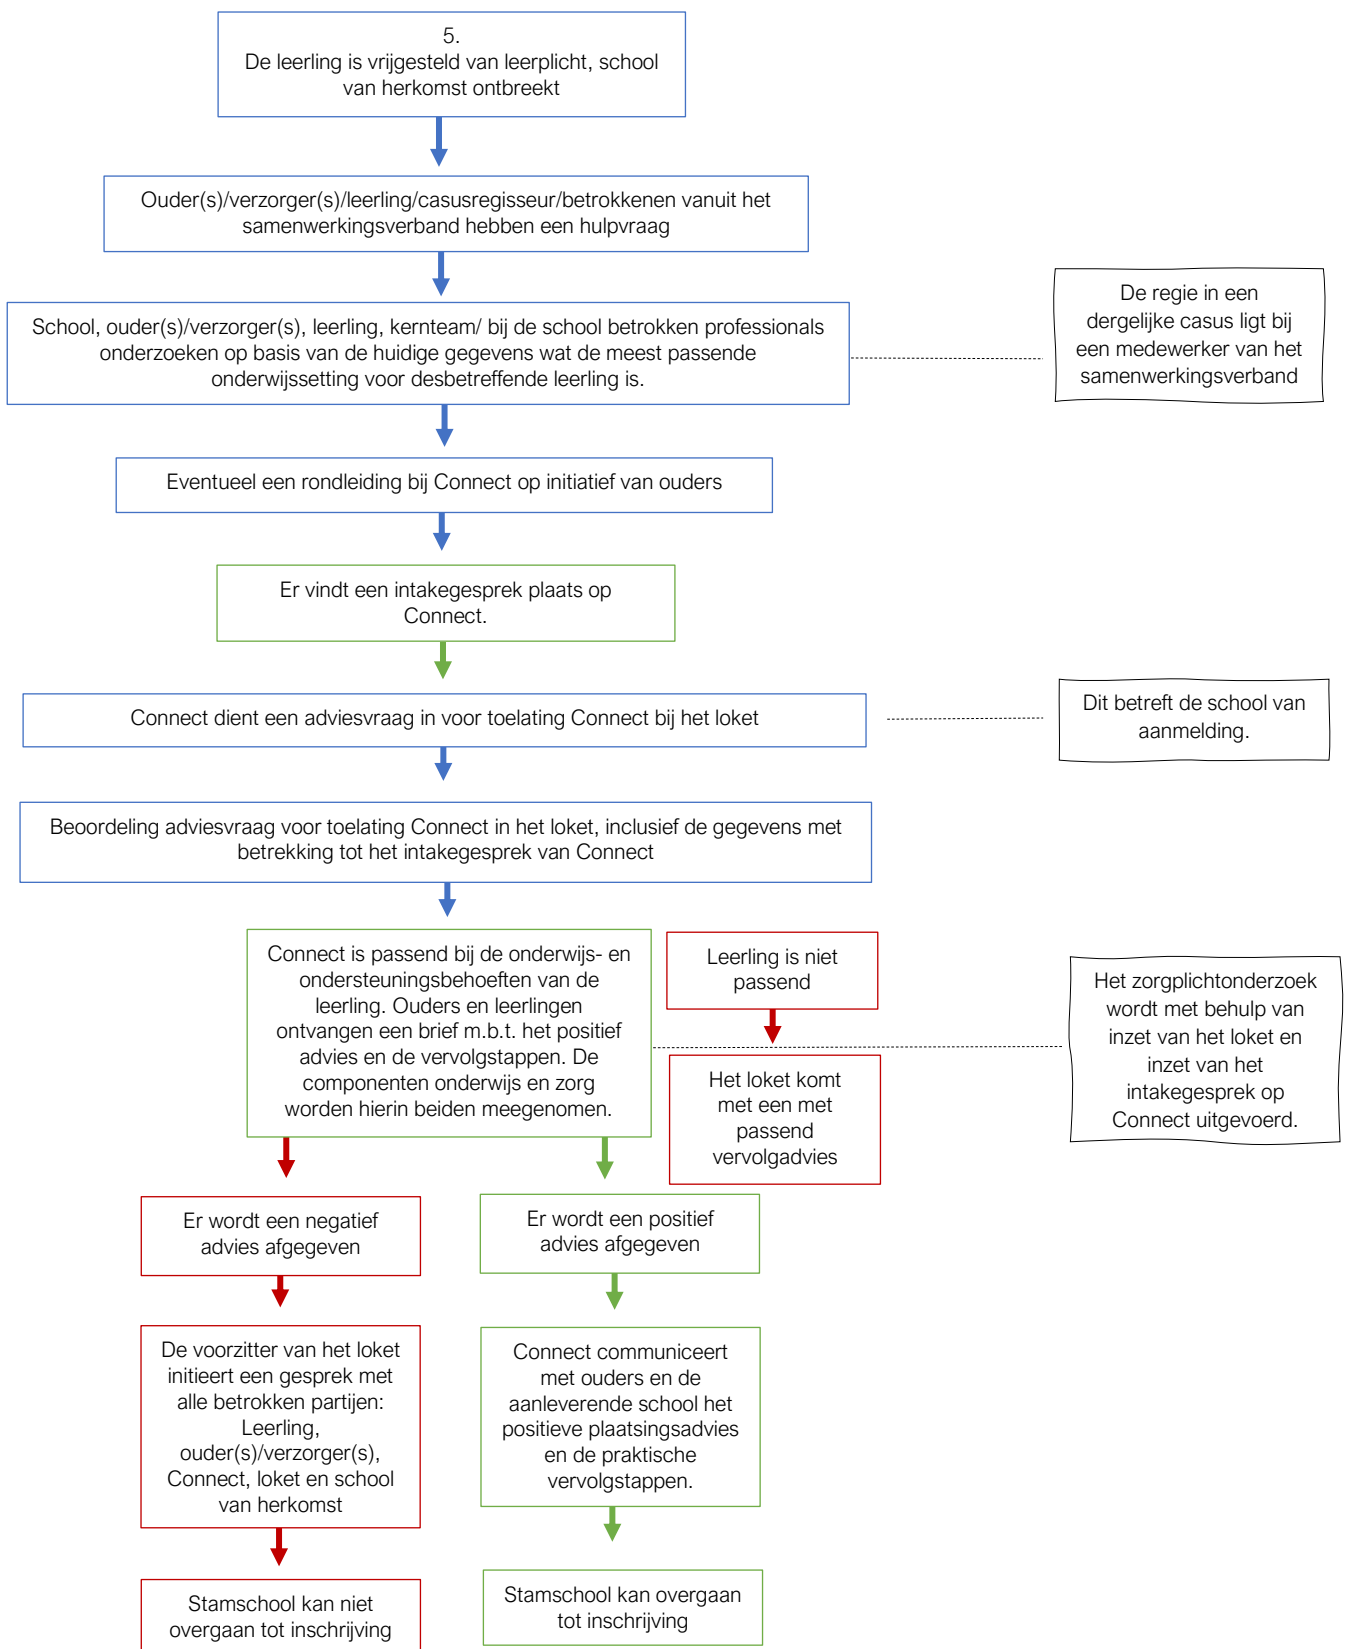 5.
De leerling is vrijgesteld van leerplicht, school
van herkomst ontbreekt
Ouder(s)/verzorger(s)/leerling/casusregisseur/betrokkenen vanuit het
samenwerkingsverband hebben een hulpvraag
School, ouder(s)/verzorger(s), leerling, kernteam/ bij de school betrokken professionals
onderzoeken op basis van de huidige gegevens wat de meest passende
onderwijssetting voor desbetreffende leerling is.
De regie in een
dergelijke casus ligt bij
een medewerker van het
samenwerkingsverband
Eventueel een rondleiding bij Connect op initiatief van ouders
Er vindt een intakegesprek plaats op
Connect.
Connect dient een adviesvraag in voor toelating Connect bij het loket
Dit betreft de school van
aanmelding.
Beoordeling adviesvraag voor toelating Connect in het loket, inclusief de gegevens met
betrekking tot het intakegesprek van Connect
Connect is passend bij de onderwijs- en
ondersteuningsbehoeften van de
leerling. Ouders en leerlingen
ontvangen een brief m.b.t. het positief
advies en de vervolgstappen. De
componenten onderwijs en zorg
worden hierin beiden meegenomen.
Leerling is niet
passend
Het loket komt
met een met
passend
vervolgadvies
Het zorgplichtonderzoek
wordt met behulp van
inzet van het loket en
inzet van het
intakegesprek op
Connect uitgevoerd.
Er wordt een negatief
advies afgegeven
Er wordt een positief
advies afgegeven
De voorzitter van het loket
initieert een gesprek met
alle betrokken partijen:
Leerling,
ouder(s)/verzorger(s),
Connect, loket en school
van herkomst
Connect communiceert
met ouders en de
aanleverende school het
positieve plaatsingsadvies
en de praktische
vervolgstappen.
Stamschool kan niet
overgaan tot inschrijving
Stamschool kan overgaan
tot inschrijving